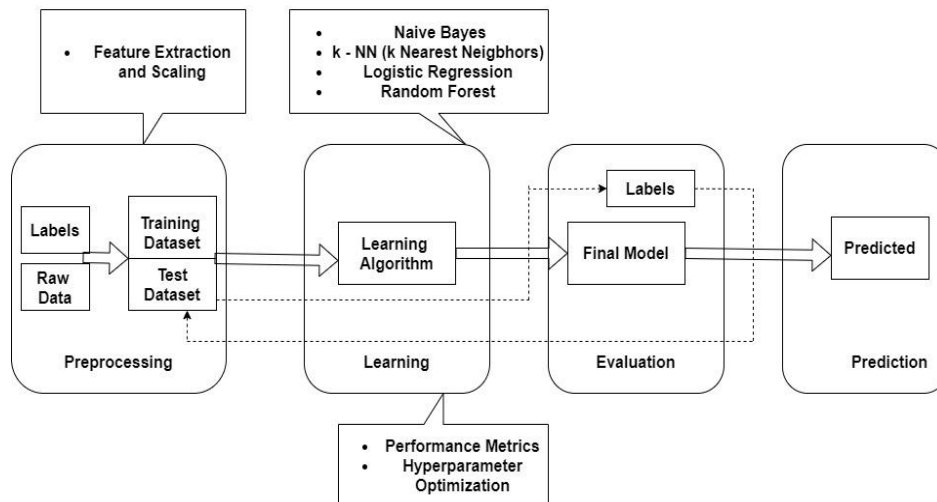 • Feature Extraction
and Scaling
• Naive Bayes
• k - NN (k Nearest Neigbhors)
• Logistic Regression
• Random Forest
Labels
Raw
Data
Training
Dataset
Test
Dataset
Preprocessing
Learning
Algorithm
Learning
Labels
Final Model
Evaluation
Predicted
Prediction
• Performance Metrics
• Hyperparameter
Optimization